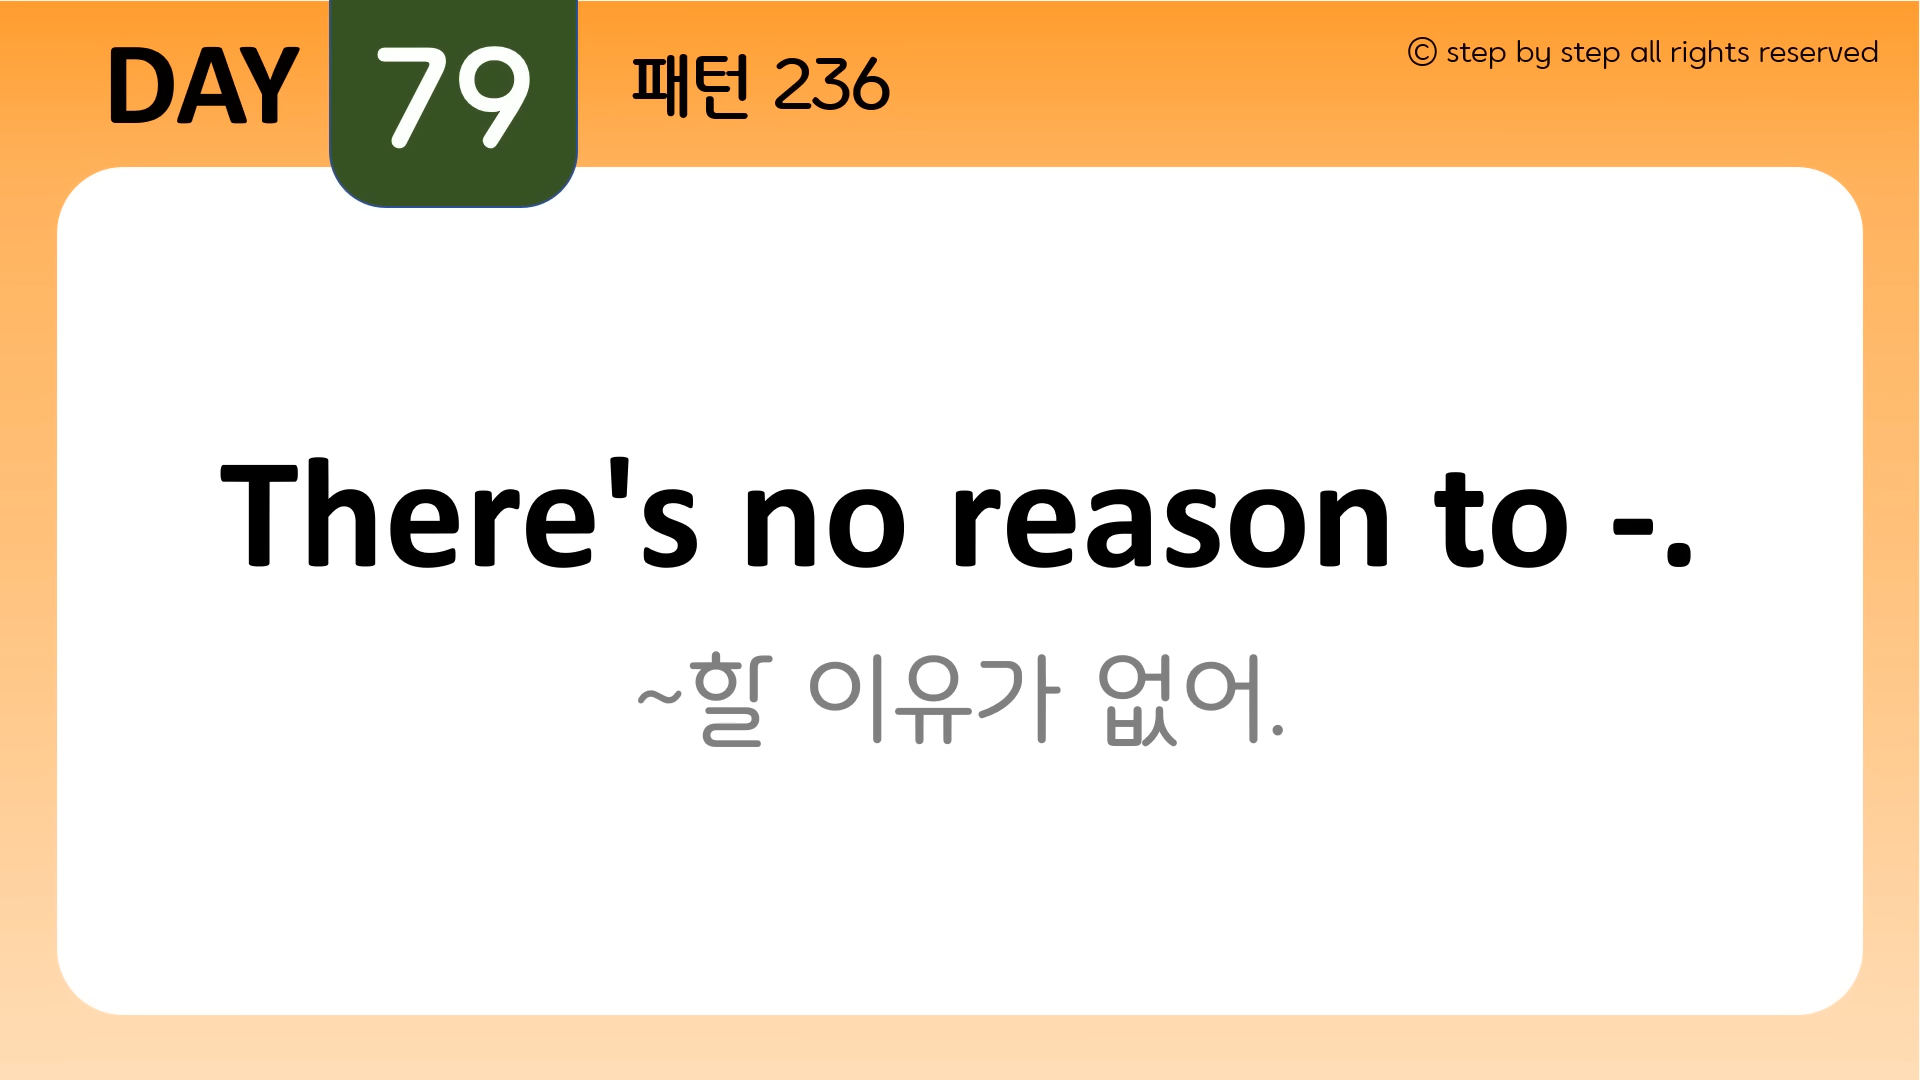 DAY 79 패턴 236
© step by step all rights reserved
There's no reason to -.
~할 이유가 없어.